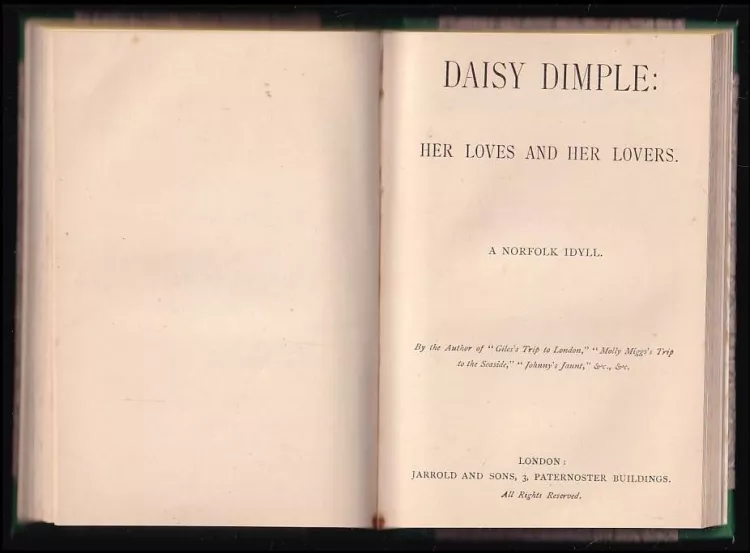 DAISY DIMPLE:
HER LOVES AND HER LOVERS.
A NORFOLK IDYLL.
By the Author of "Giles's Trip to London," "Molly Miggs's Trip
to the Seaside," "Johnny's Jaunt," &c., &c.
LONDON:
JARROLD AND SONS, 3, PATERNOSTER BUILDINGS.
All Rights Reserved.